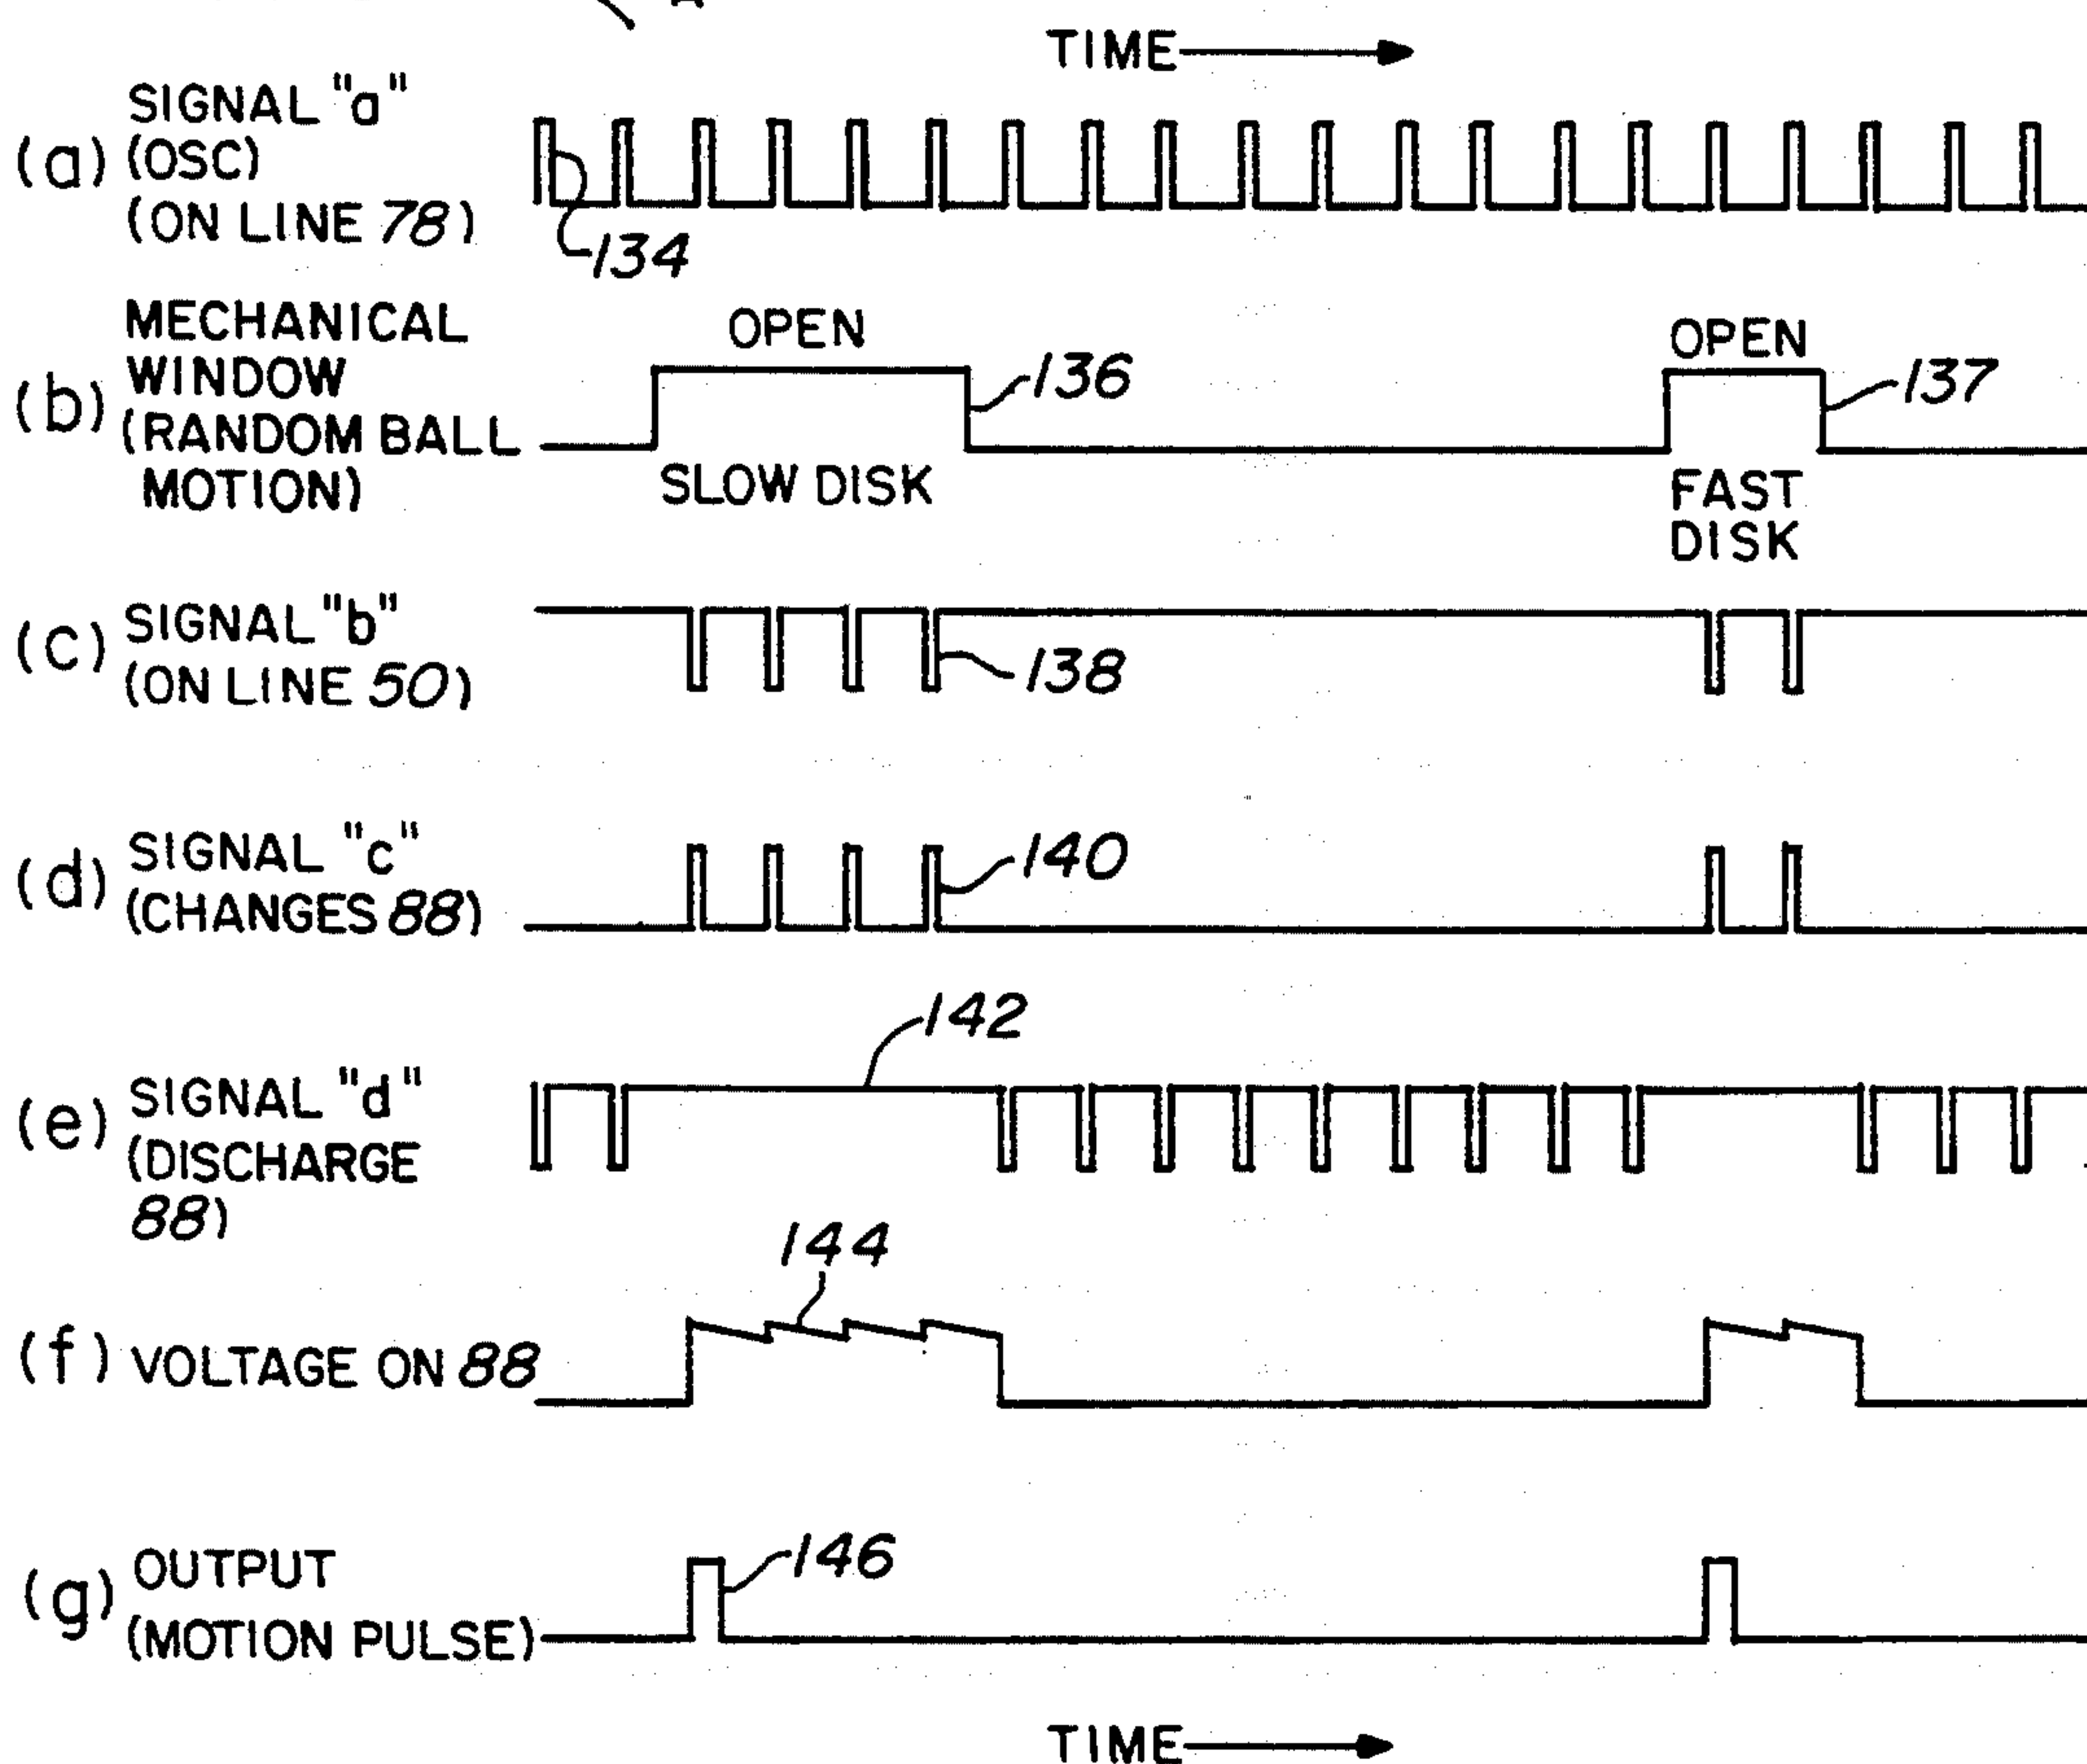 TIME
(a) SIGNAL "a"
(OSC)
(ON LINE 78)
134
(b) MECHANICAL
WINDOW
(RANDOM BALL
MOTION)
OPEN
136
SLOW DISK
OPEN
137
FAST
DISK
(c) SIGNAL "b"
(ON LINE 50)
138
(d) SIGNAL "c"
(CHANGES 88)
140
(e) SIGNAL "d"
(DISCHARGE
88)
142
(f) VOLTAGE ON 88
144
(g) OUTPUT
(MOTION PULSE)
146
TIME